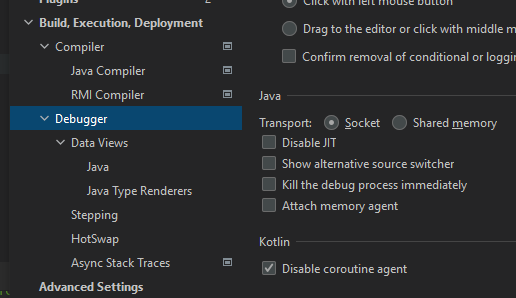 Plugins
Click with left mouse button
Build, Execution, Deployment
Drag to the editor or click with middle m
Compiler
Confirm removal of conditional or loggin
Java Compiler
RMI Compiler
Java
Debugger
Transport: Socket Shared memory
Data Views
Disable JIT
Java
Show alternative source switcher
Java Type Renderers
Kill the debug process immediately
Stepping
Attach memory agent
HotSwap
Kotlin
Async Stack Traces
Disable coroutine agent
Advanced Settings